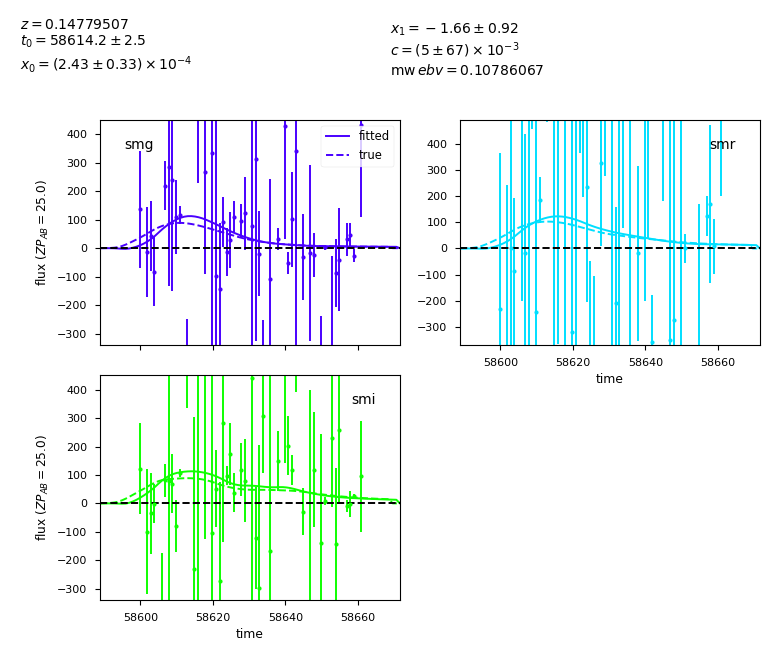 z = 0.14779507
t₀ = 58614.2 ± 2.5
x₀ = (2.43 ± 0.33) × 10⁻⁴
x₁ = −1.66 ± 0.92
c = (5 ± 67) × 10⁻³
mw ebv = 0.10786067
smg
fitted
true
400
300
200
100
0
−100
−200
−300
flux (ZP_AB = 25.0)
smr
400
300
200
100
0
−100
−200
−300
58600 58620 58640 58660
time
smi
400
300
200
100
0
−100
−200
−300
flux (ZP_AB = 25.0)
58600 58620 58640 58660
time